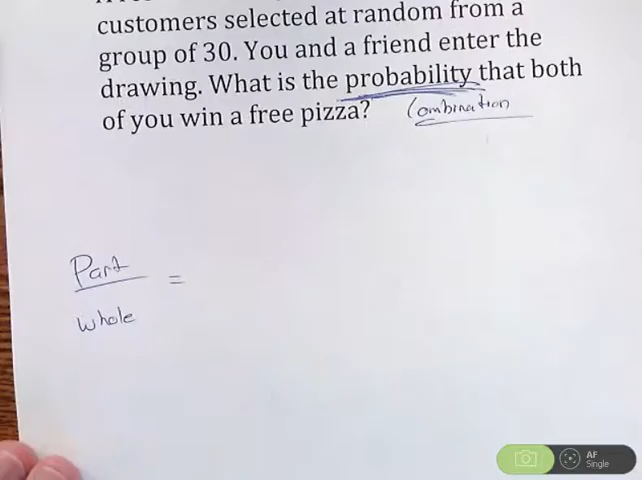 customers selected at random from a
group of 30. You and a friend enter the
drawing. What is the probability that both
of you win a free pizza? Combination
Part
=
whole
AF
Single